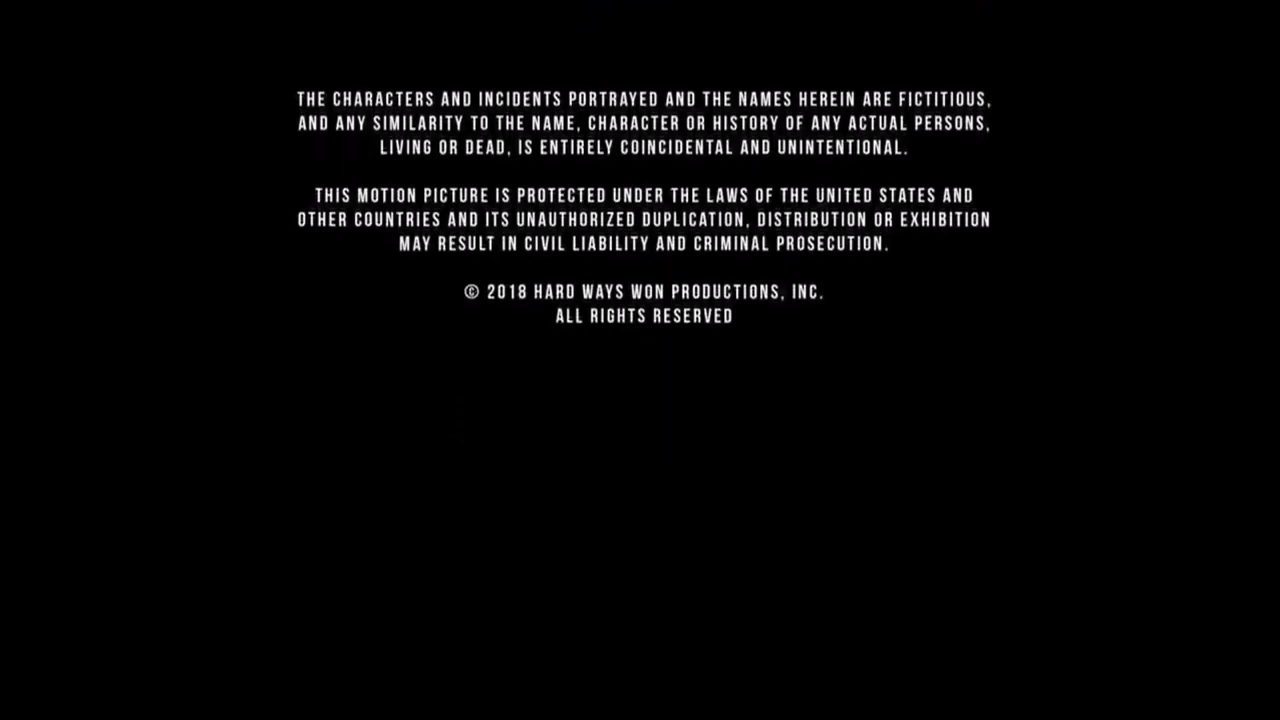 THE CHARACTERS AND INCIDENTS PORTRAYED AND THE NAMES HEREIN ARE FICTITIOUS,
AND ANY SIMILARITY TO THE NAME, CHARACTER OR HISTORY OF ANY ACTUAL PERSONS,
LIVING OR DEAD, IS ENTIRELY COINCIDENTAL AND UNINTENTIONAL.
THIS MOTION PICTURE IS PROTECTED UNDER THE LAWS OF THE UNITED STATES AND
OTHER COUNTRIES AND ITS UNAUTHORIZED DUPLICATION, DISTRIBUTION OR EXHIBITION
MAY RESULT IN CIVIL LIABILITY AND CRIMINAL PROSECUTION.
© 2018 HARD WAYS WON PRODUCTIONS, INC.
ALL RIGHTS RESERVED